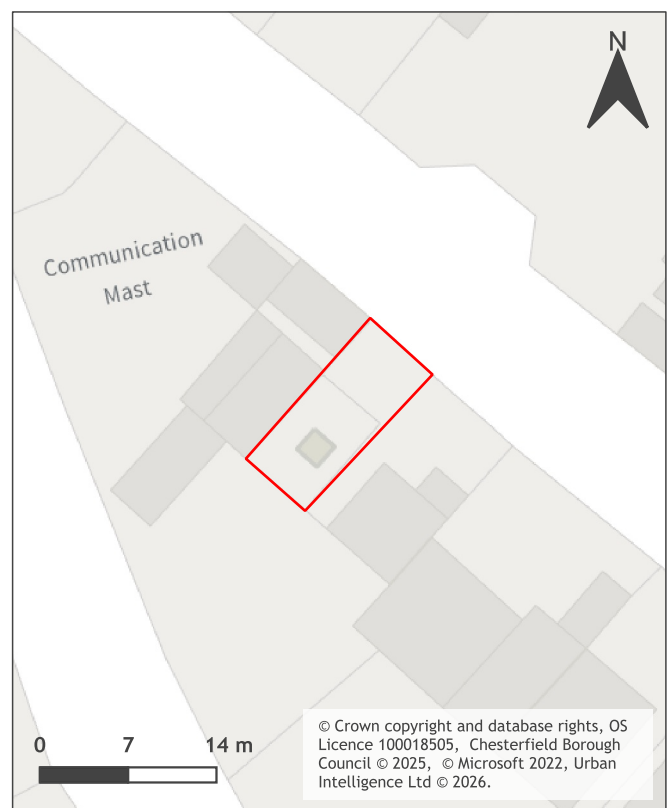 N
Communication
Mast
0 7 14 m
© Crown copyright and database rights, OS
Licence 100018505, Chesterfield Borough
Council © 2025, © Microsoft 2022, Urban
Intelligence Ltd © 2026.